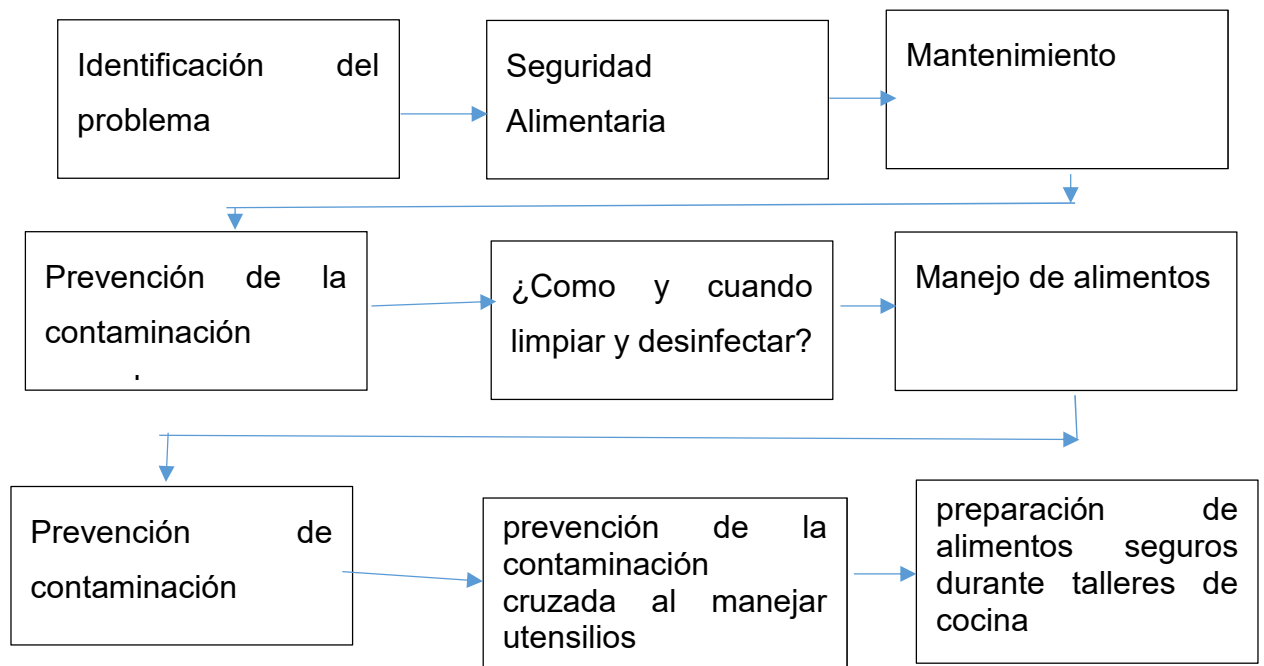 Identificación del
problema
Seguridad
Alimentaria
Mantenimiento
Prevención de la
contaminación
¿Como y cuando
limpiar y desinfectar?
Manejo de alimentos
Prevención de
contaminación
prevención de la
contaminación
cruzada al manejar
utensilios
preparación de
alimentos seguros
durante talleres de
cocina